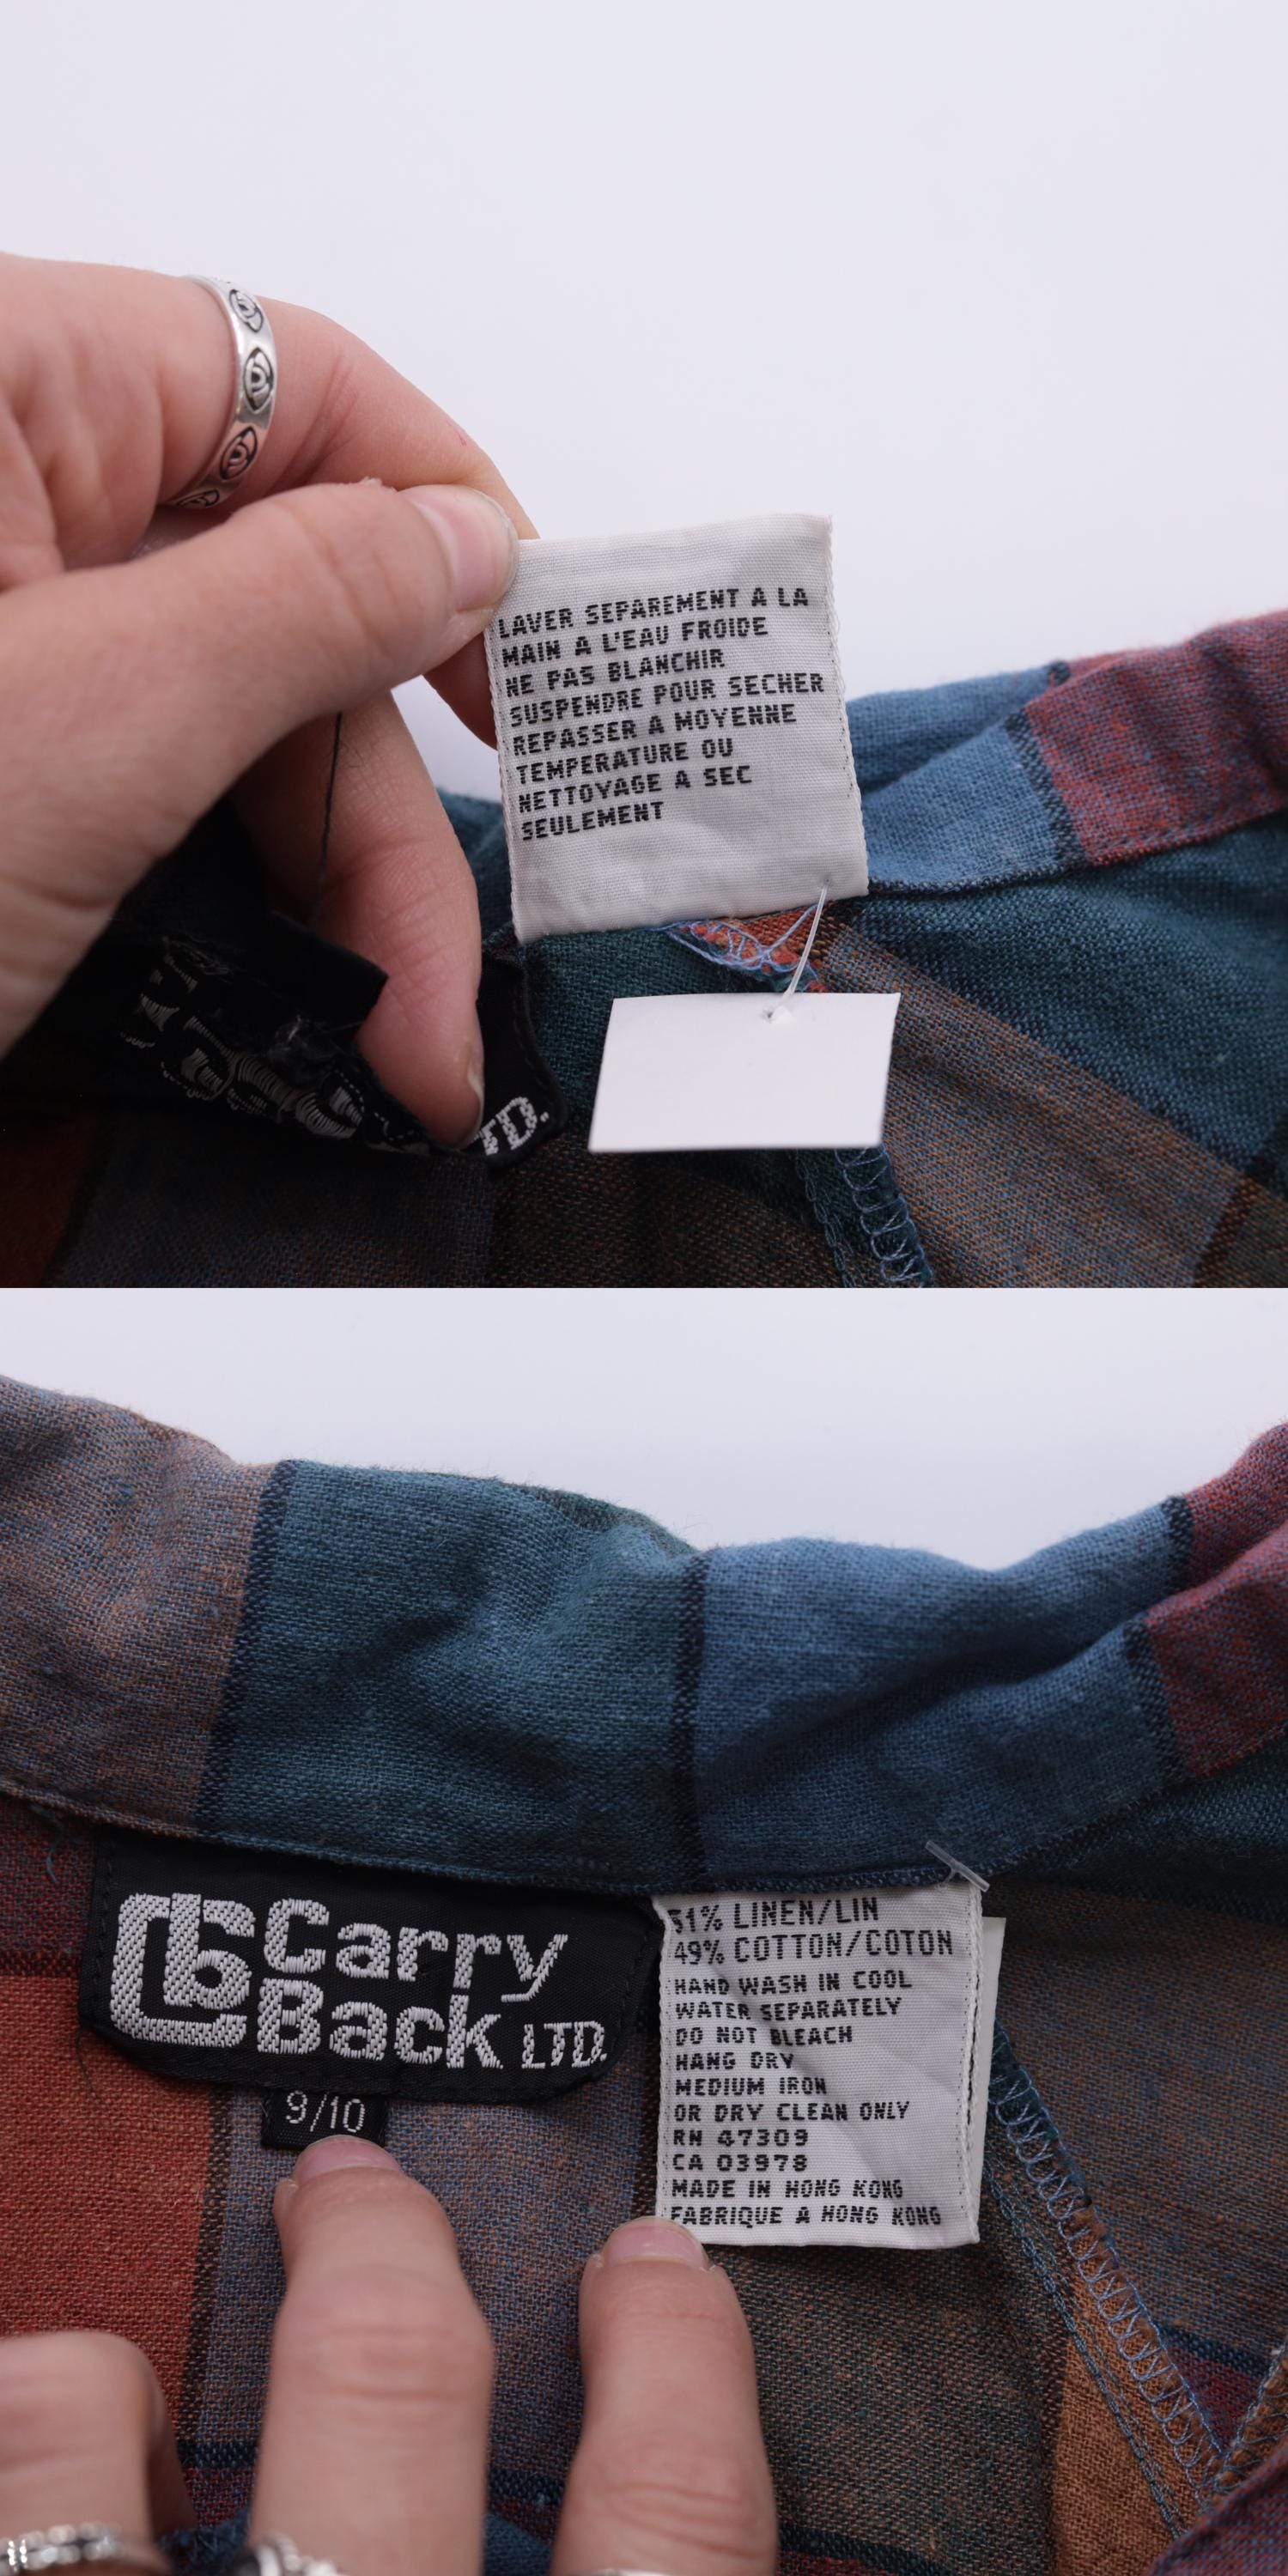 LAVER SEPAREMENT A LA
MAIN A L'EAU FROIDE
NE PAS BLANCHIR
SUSPENDRE POUR SECHER
REPASSER A MOYENNE
TEMPERATURE OU
NETTOYAGE A SEC
SEULEMENT
TD.
cb Carry
Back LTD.
9/10
51% LINEN/LIN
49% COTTON/COTON
HAND WASH IN COOL
WATER SEPARATELY
DO NOT BLEACH
HANG DRY
MEDIUM IRON
OR DRY CLEAN ONLY
RN 47309
CA 03978
MADE IN HONG KONG
FABRIQUE A HONG KONG